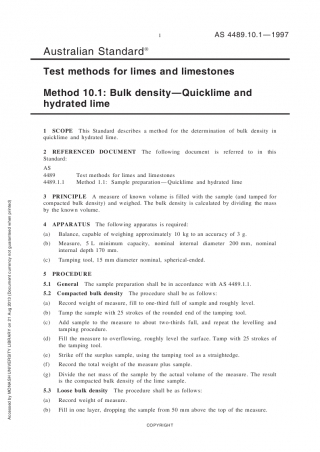 1
AS 4489.10.1—1997
Australian Standard®
Test methods for limes and limestones
Method 10.1: Bulk density—Quicklime and
hydrated lime
1 SCOPE This Standard describes a method for the determination of bulk density in
quicklime and hydrated lime.
2 REFERENCED DOCUMENT The following document is referred to in this
Standard:
AS
4489 Test methods for limes and limestones
4489.1.1 Method 1.1: Sample preparation—Quicklime and hydrated lime
3 PRINCIPLE A measure of known volume is filled with the sample (and tamped for
compacted bulk density) and weighed. The bulk density is calculated by dividing the mass
by the known volume.
4 APPARATUS The following apparatus is required:
(a) Balance, capable of weighing approximately 10 kg to an accuracy of 3 g.
(b) Measure, 5 L minimum capacity, nominal internal diameter 200 mm, nominal
internal depth 170 mm.
(c) Tamping tool, 15 mm diameter nominal, spherical-ended.
5 PROCEDURE
5.1 General The sample preparation shall be in accordance with AS 4489.1.1.
5.2 Compacted bulk density The procedure shall be as follows:
(a) Record weight of measure, fill to one-third full of sample and roughly level.
(b) Tamp the sample with 25 strokes of the rounded end of the tamping tool.
(c) Add sample to the measure to about two-thirds full, and repeat the levelling and
tamping procedure.
(d) Fill the measure to overflowing, roughly level the surface. Tamp with 25 strokes of
the tamping tool.
(e) Strike off the surplus sample, using the tamping tool as a straightedge.
(f) Record the total weight of the measure plus sample.
(g) Divide the net mass of the sample by the actual volume of the measure. The result
is the compacted bulk density of the lime sample.
5.3 Loose bulk density The procedure shall be as follows:
(a) Record weight of measure.
(b) Fill in one layer, dropping the sample from 50 mm above the top of the measure.
COPYRIGHT
Accessed by MONASH UNIVERSITY LIBRARY on 21 Aug 2013 (Document currency not guaranteed when printed)